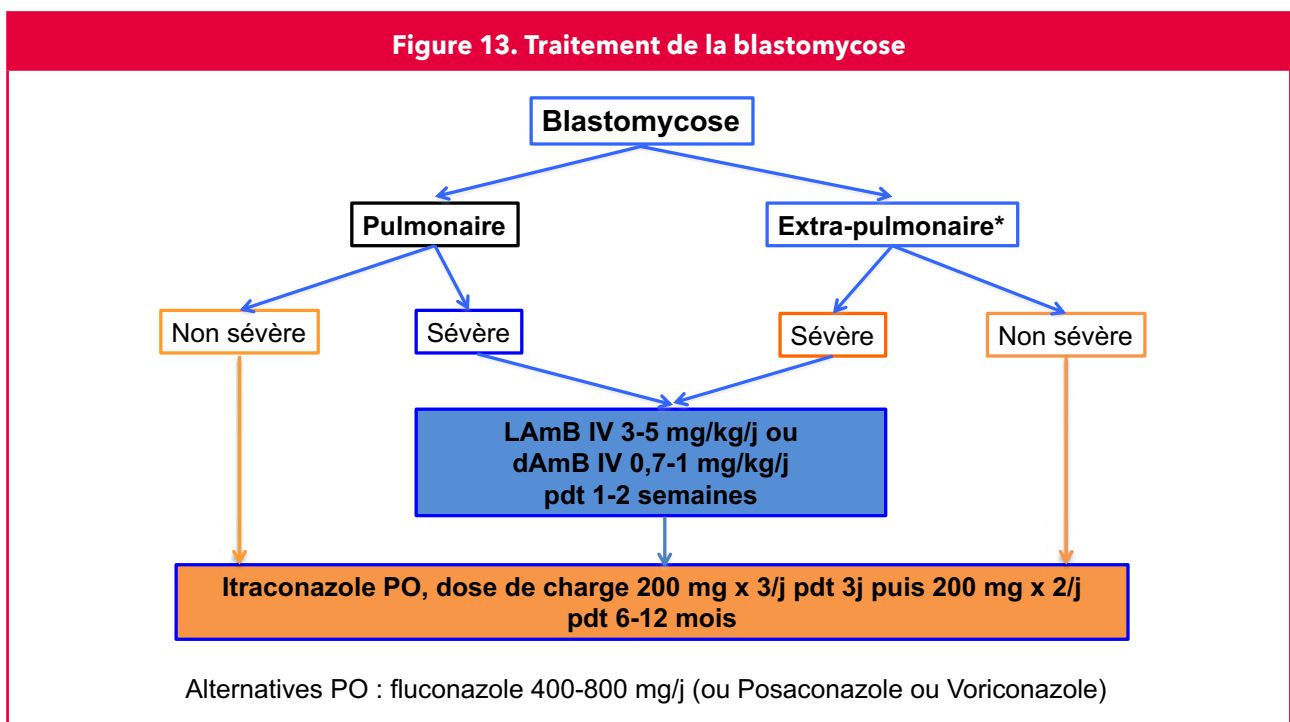 Figure 13. Traitement de la blastomycose
Blastomycose
Pulmonaire
Extra-pulmonaire*
Non sévère
Sévère
Sévère
Non sévère
LAmB IV 3-5 mg/kg/j ou
dAmB IV 0,7-1 mg/kg/j
pdt 1-2 semaines
Itraconazole PO, dose de charge 200 mg x 3/j pdt 3j puis 200 mg x 2/j
pdt 6-12 mois
Alternatives PO : fluconazole 400-800 mg/j (ou Posaconazole ou Voriconazole)